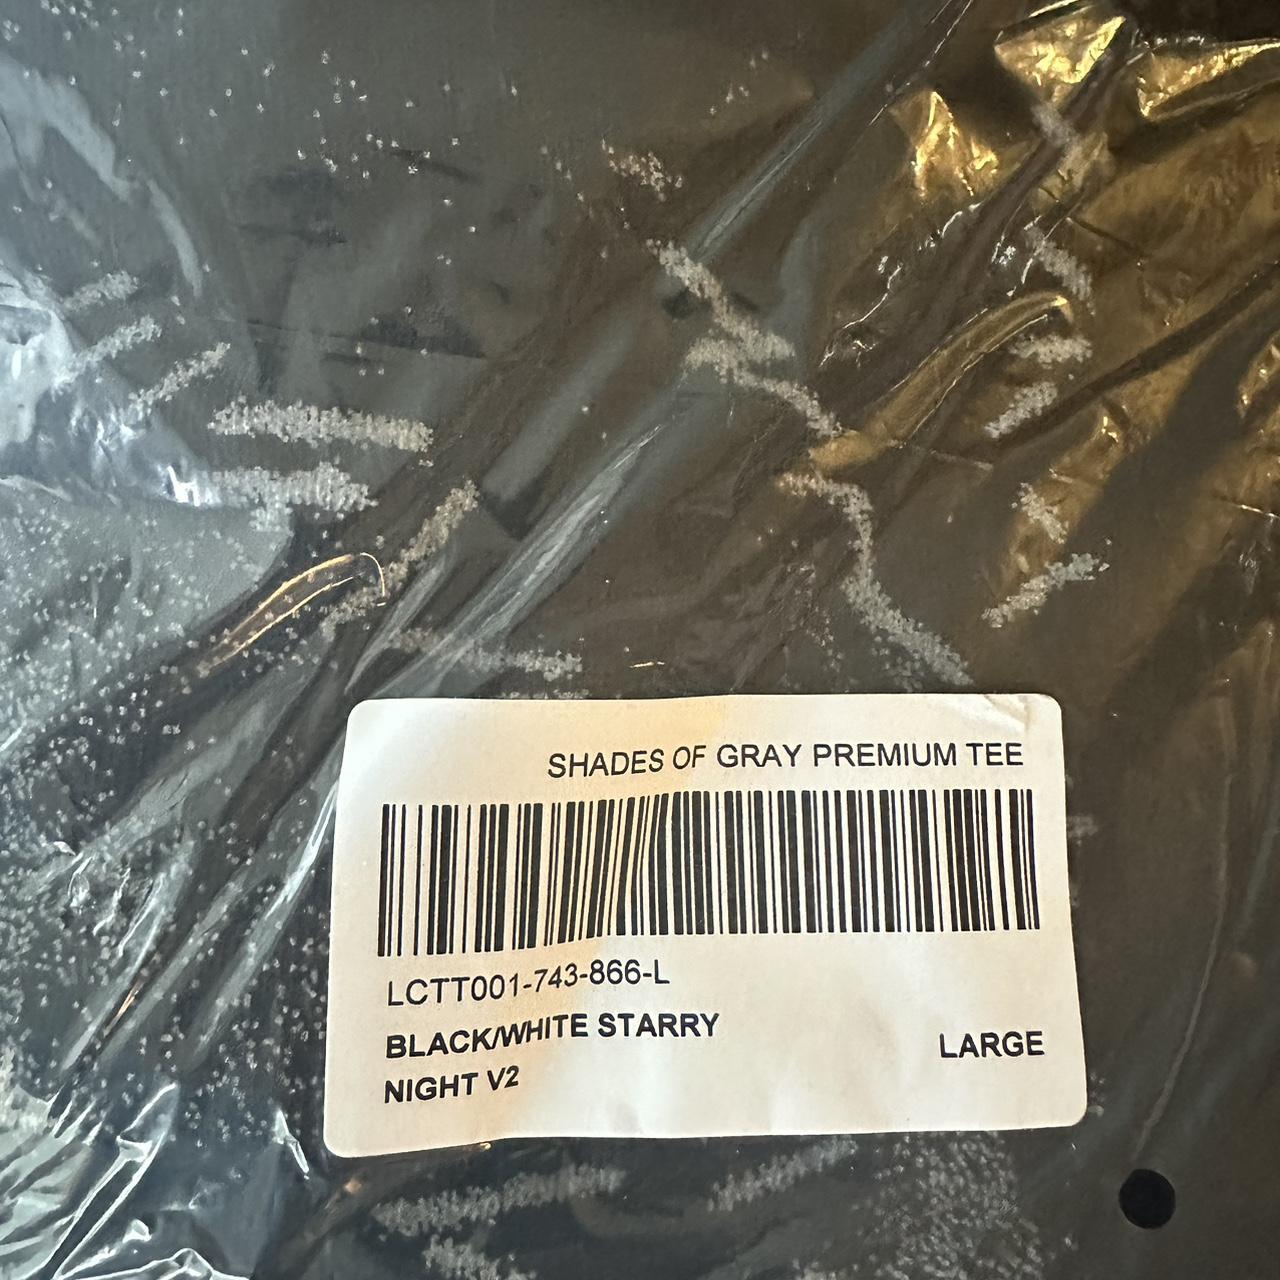 SHADES OF GRAY PREMIUM TEE
LCTT001-743-866-L
BLACK/WHITE STARRY
NIGHT V2
LARGE